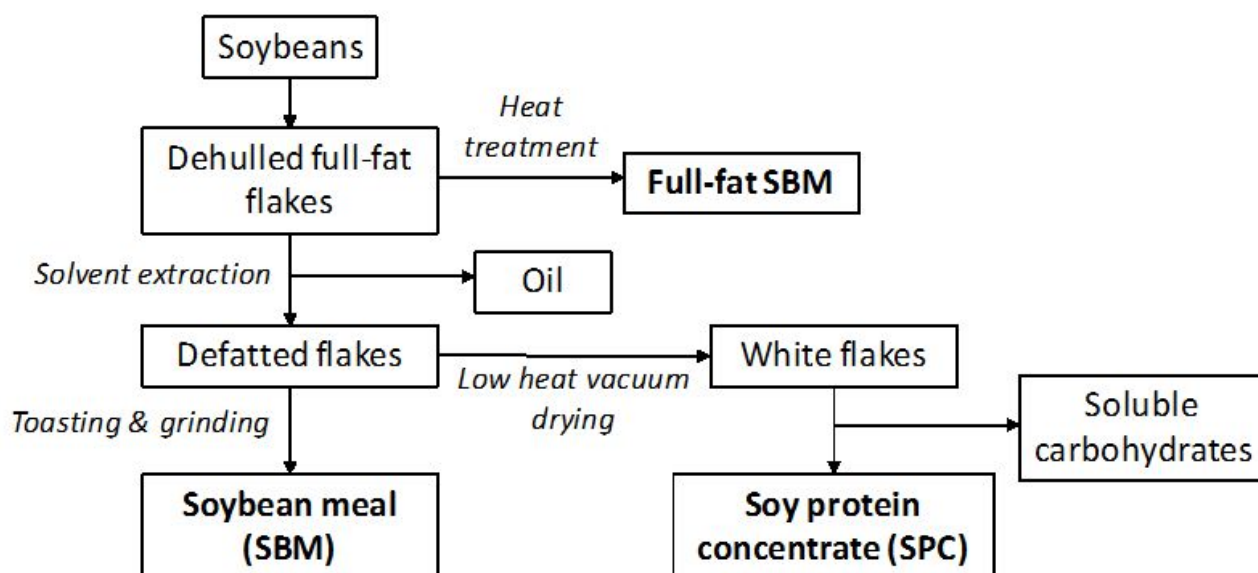 Soybeans
Heat
treatment
Dehulled full-fat
flakes
Full-fat SBM
Solvent extraction
Oil
Defatted flakes
White flakes
Low heat vacuum
drying
Toasting & grinding
Soluble
carbohydrates
Soybean meal
(SBM)
Soy protein
concentrate (SPC)